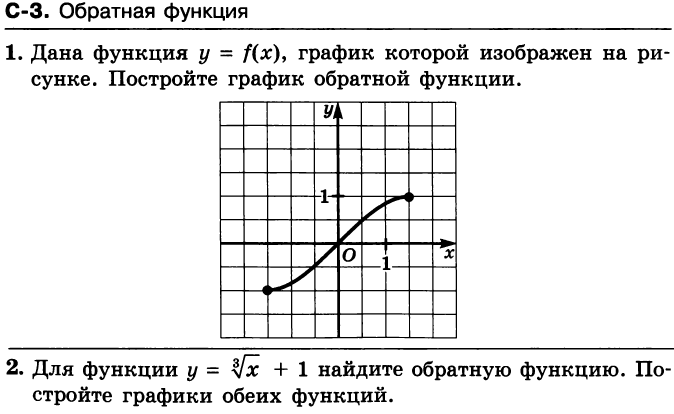 С-3. Обратная функция
1. Дана функция y = f(x), график которой изображен на ри-
сунке. Постройте график обратной функции.
y
1
O
1
x
2. Для функции y = ∛x + 1 найдите обратную функцию. По-
стройте графики обеих функций.